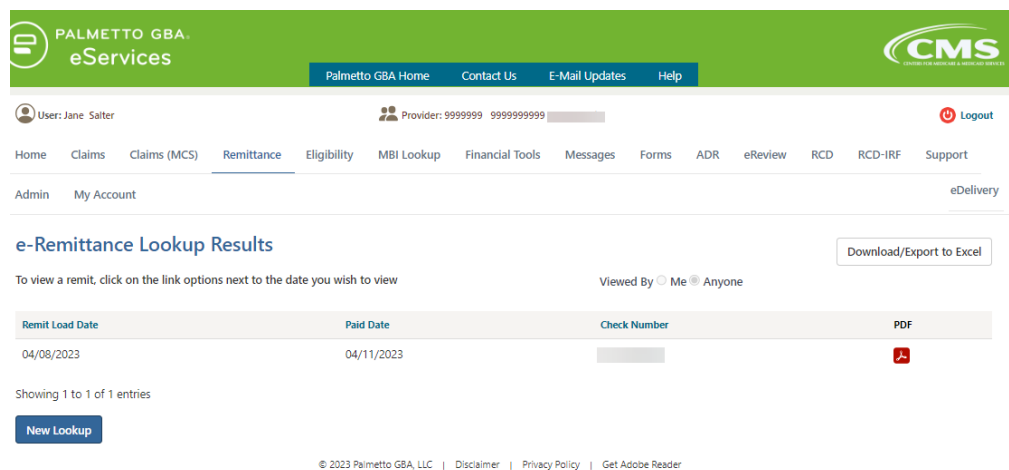 PALMETTO GBA.
eServices
CMS
CENTERS FOR MEDICARE & MEDICAID SERVICES
Palmetto GBA Home Contact Us E-Mail Updates Help
User: Jane Salter Provider: 9999999 9999999999 Logout
Home Claims Claims (MCS) Remittance Eligibility MBI Lookup Financial Tools Messages Forms ADR eReview RCD RCD-IRF Support
Admin My Account eDelivery
e-Remittance Lookup Results
Download/Export to Excel
To view a remit, click on the link options next to the date you wish to view Viewed By Me Anyone
Remit Load Date Paid Date Check Number PDF
04/08/2023 04/11/2023
Showing 1 to 1 of 1 entries
New Lookup
© 2023 Palmetto GBA, LLC | Disclaimer | Privacy Policy | Get Adobe Reader